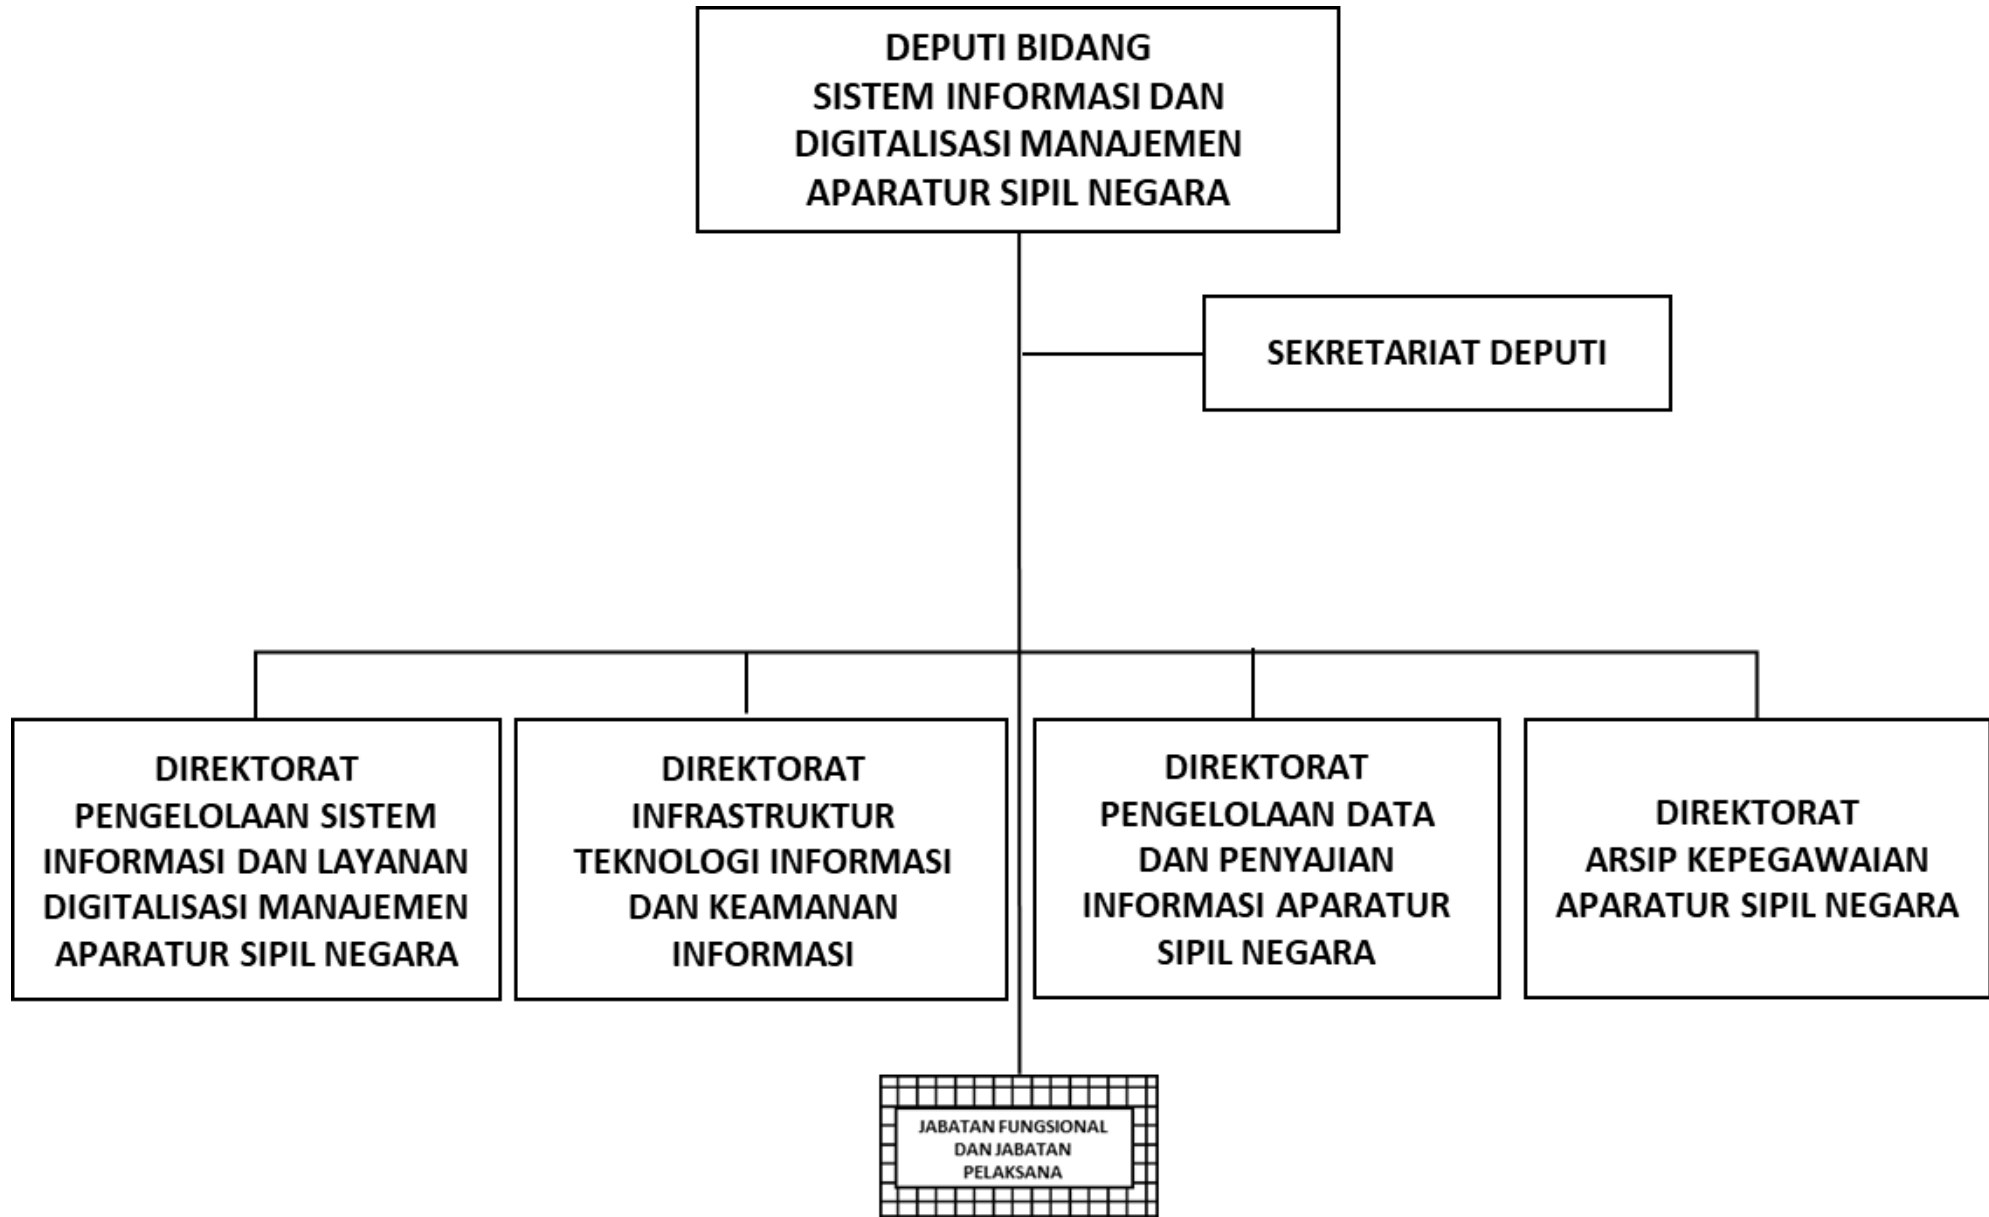 DEPUTI BIDANG
SISTEM INFORMASI DAN
DIGITALISASI MANAJEMEN
APARATUR SIPIL NEGARA
SEKRETARIAT DEPUTI
DIREKTORAT
PENGELOLAAN SISTEM
INFORMASI DAN LAYANAN
DIGITALISASI MANAJEMEN
APARATUR SIPIL NEGARA
DIREKTORAT
INFRASTRUKTUR
TEKNOLOGI INFORMASI
DAN KEAMANAN
INFORMASI
DIREKTORAT
PENGELOLAAN DATA
DAN PENYAJIAN
INFORMASI APARATUR
SIPIL NEGARA
DIREKTORAT
ARSIP KEPEGAWAIAN
APARATUR SIPIL NEGARA
JABATAN FUNGSIONAL
DAN JABATAN
PELAKSANA